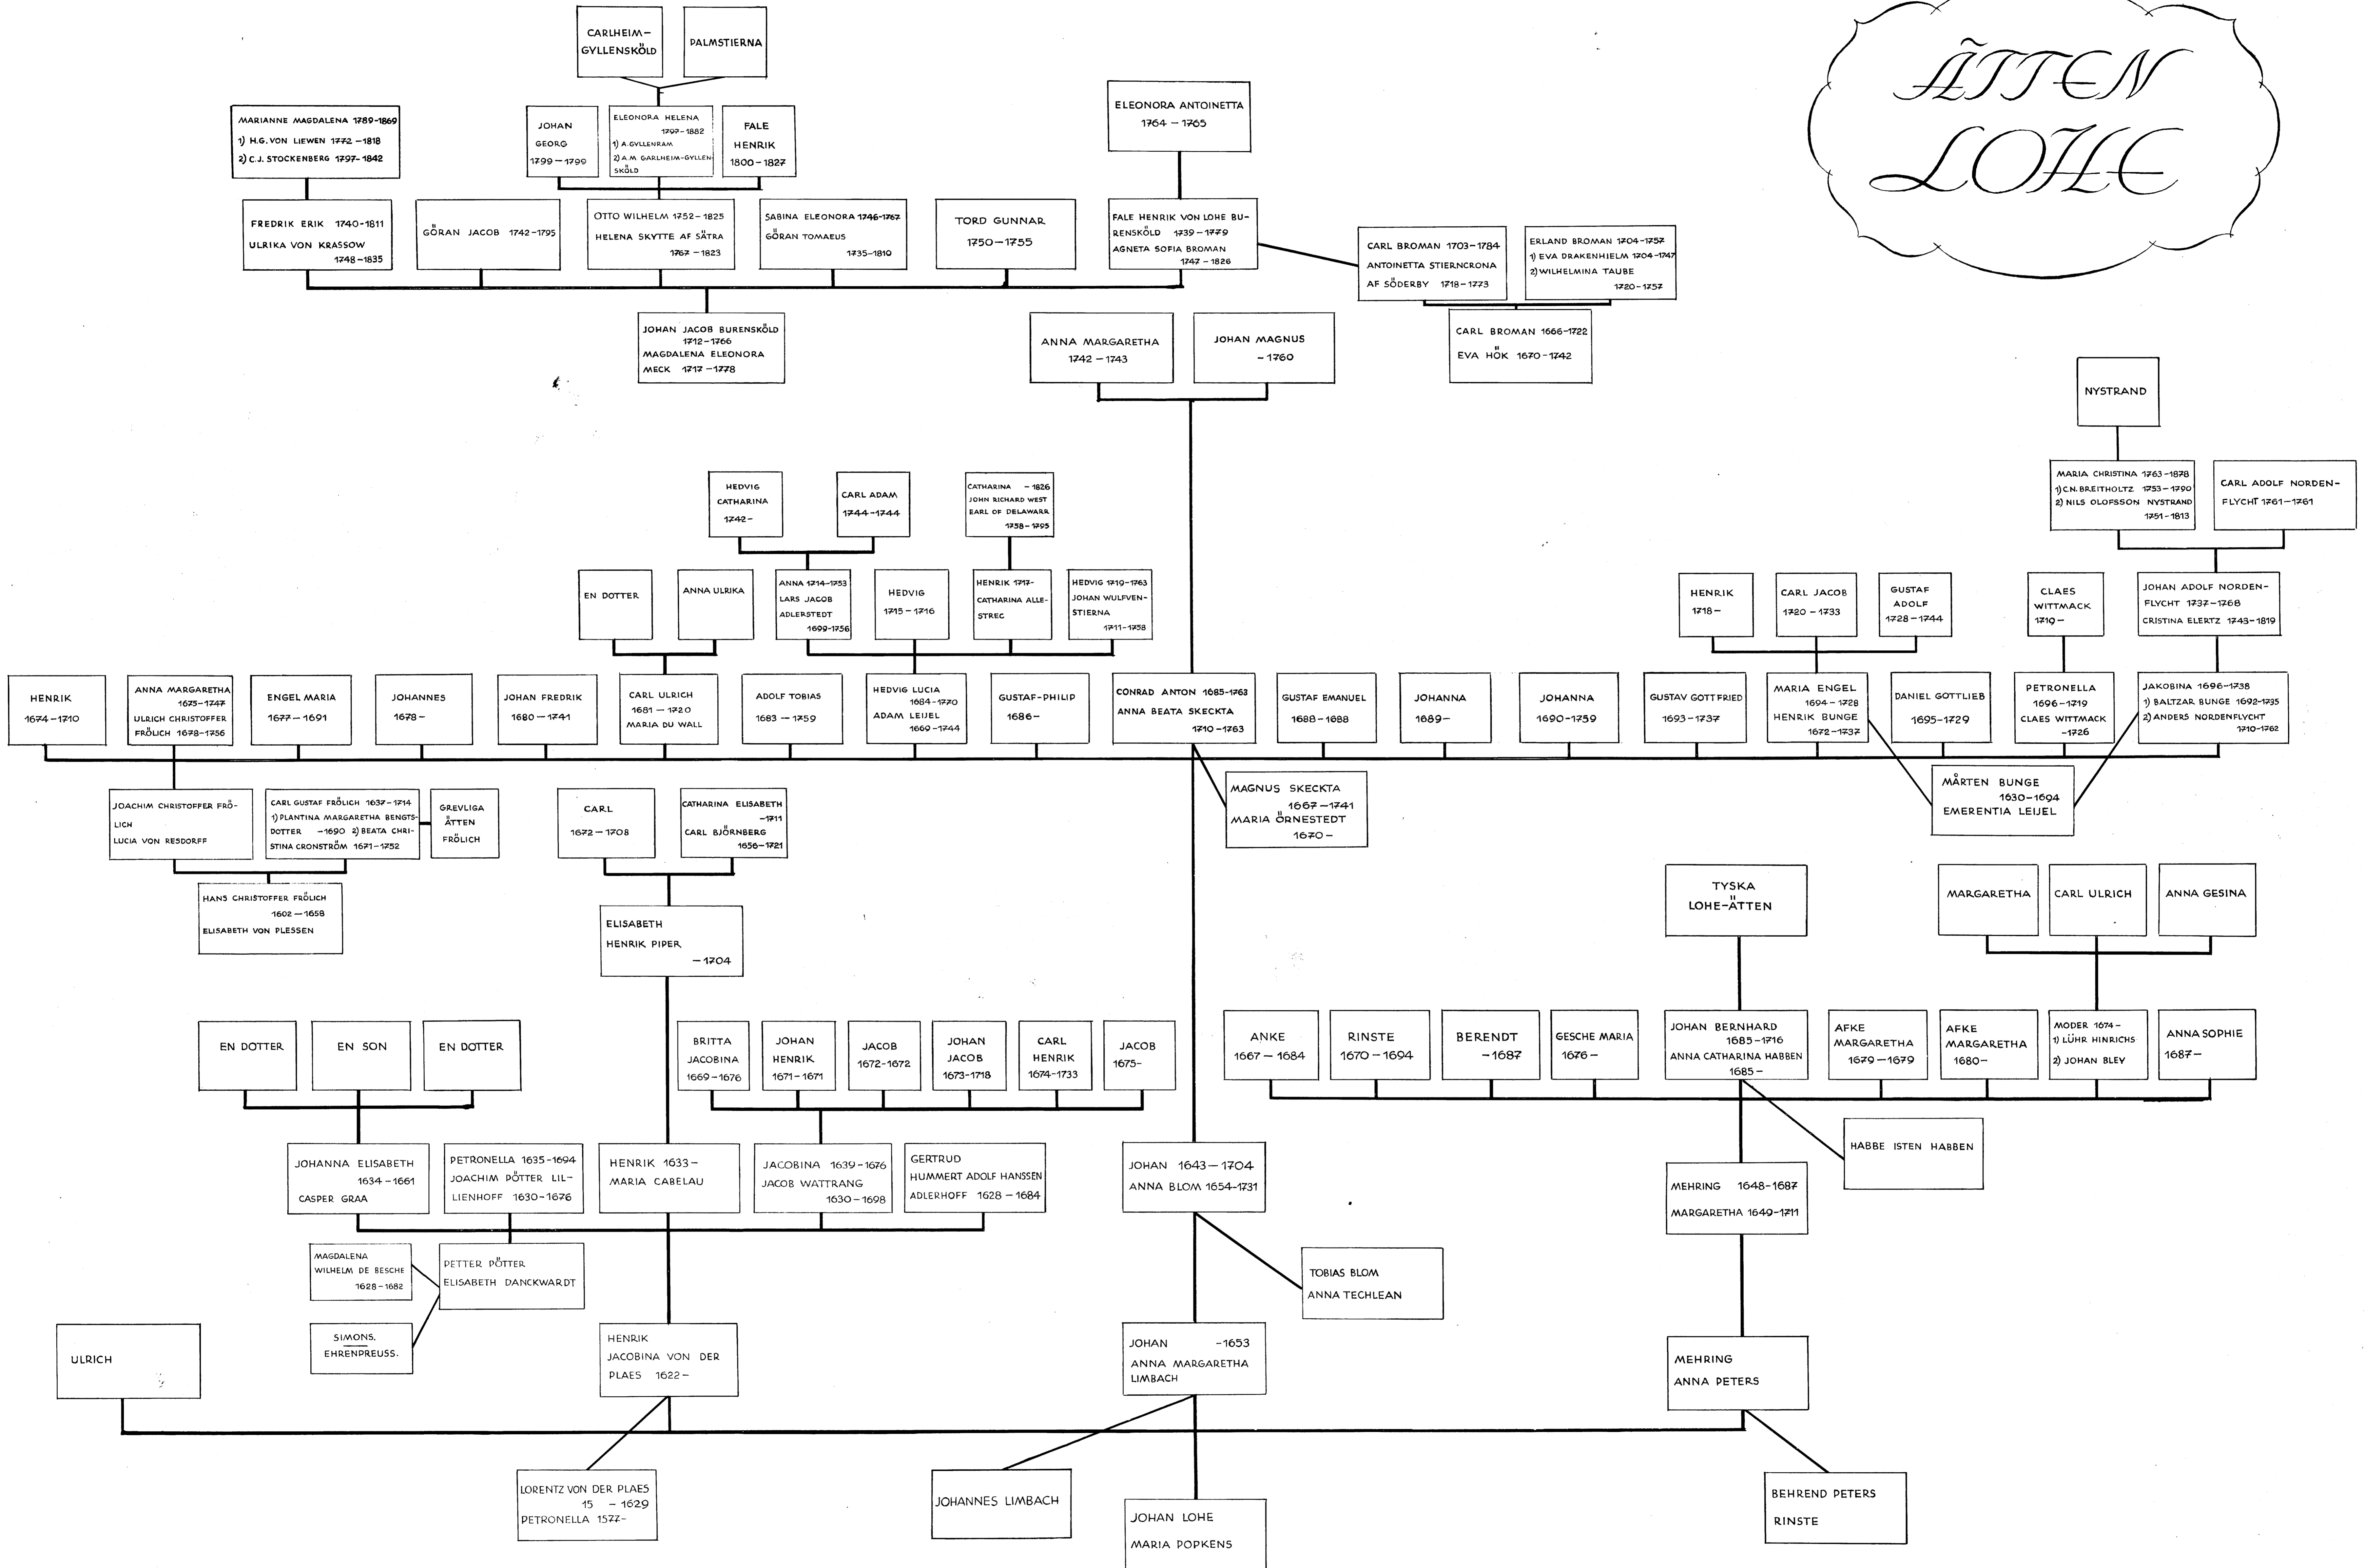 ÄTTEN
LOHE
CARLHEIM-
GYLLENSKÖLD
PALMSTIERNA
MARIANNE MAGDALENA 1789-1869
1) H.G. VON LIEWEN 1772-1818
2) C.J. STOCKENBERG 1797-1842
JOHAN
GEORG
1799-1799
ELEONORA HELENA
1797-1882
1) A.GYLLENRAM
2) A.M GARLHEIM-GYLLEN-
SKÖLD
FALE
HENRIK
1800-1827
ELEONORA ANTOINETTA
1764-1765
FREDRIK ERIK 1740-1811
ULRIKA VON KRASSOW
1748-1835
GÖRAN JACOB 1742-1795
OTTO WILHELM 1752-1825
HELENA SKYTTE AF SÄTRA
1767-1823
SABINA ELEONORA 1746-1767
GÖRAN TOMAEUS
1735-1810
TORD GUNNAR
1750-1755
FALE HENRIK VON LOHE BU-
RENSKÖLD 1739-1779
AGNETA SOFIA BROMAN
1747-1826
CARL BROMAN 1703-1784
ANTOINETTA STIERNCRONA
AF SÖDERBY 1718-1773
ERLAND BROMAN 1704-1757
1) EVA DRAKENHIELM 1704-1747
2) WILHELMINA TAUBE
1720-1757
JOHAN JACOB BURENSKÖLD
1712-1766
MAGDALENA ELEONORA
MECK 1717-1778
ANNA MARGARETHA
1742-1743
JOHAN MAGNUS
-1760
CARL BROMAN 1666-1722
EVA HÖK 1670-1742
NYSTRAND
HEDVIG
CATHARINA
1742-
CARL ADAM
1744-1744
CATHARINA -1826
JOHN RICHARD WEST
EARL OF DELAWARR
1758-1795
MARIA CHRISTINA 1763-1878
1) C.N. BREITHOLTZ 1753-1790
2) NILS OLOFSSON NYSTRAND
1751-1813
CARL ADOLF NORDEN-
FLYCHT 1761-1761
EN DOTTER
ANNA ULRIKA
ANNA 1714-1753
LARS JACOB
ADLERSTEDT
1699-1756
HEDVIG
1715-1716
HENRIK 1717-
CATHARINA ALLE-
STREC
HEDVIG 1719-1763
JOHAN WULFVEN-
STIERNA
1711-1758
HENRIK
1718-
CARL JACOB
1720-1733
GUSTAF
ADOLF
1728-1744
CLAES
WITTMACK
1719-
JOHAN ADOLF NORDEN-
FLYCHT 1737-1768
CRISTINA ELERTZ 1743-1819
HENRIK
1674-1710
ANNA MARGARETHA
1675-1747
ULRICH CHRISTOFFER
FRÖLICH 1678-1756
ENGEL MARIA
1677-1691
JOHANNES
1678-
JOHAN FREDRIK
1680-1741
CARL ULRICH
1681-1720
MARIA DU WALL
ADOLF TOBIAS
1683-1759
HEDVIG LUCIA
1684-1770
ADAM LEIJEL
1669-1744
GUSTAF-PHILIP
1686-
CONRAD ANTON 1685-1763
ANNA BEATA SKECKTA
1710-1763
GUSTAF EMANUEL
1688-1688
JOHANNA
1689-
JOHANNA
1690-1759
GUSTAV GOTTFRIED
1693-1737
MARIA ENGEL
1694-1728
HENRIK BUNGE
1672-1737
DANIEL GOTTLIEB
1695-1729
PETRONELLA
1696-1719
CLAES WITTMACK
-1726
JAKOBINA 1696-1738
1) BALTZAR BUNGE 1692-1735
2) ANDERS NORDENFLYCHT
1710-1762
JOACHIM CHRISTOFFER FRÖ-
LICH
LUCIA VON RESDORFF
CARL GUSTAF FRÖLICH 1637-1714
1) PLANTINA MARGARETHA BENGTS-
DOTTER -1690 2) BEATA CHRI-
STINA CRONSTRÖM 1671-1752
GREVLIGA
ÄTTEN
FRÖLICH
CARL
1672-1708
CATHARINA ELISABETH
-1711
CARL BJÖRNBERG
1656-1721
MAGNUS SKECKTA
1667-1741
MARIA ÖRNESTEDT
1670-
MÅRTEN BUNGE
1630-1694
EMERENTIA LEIJEL
HANS CHRISTOFFER FRÖLICH
1602-1658
ELISABETH VON PLESSEN
ELISABETH
HENRIK PIPER
-1704
TYSKA
LOHE-ÄTTEN
MARGARETHA
CARL ULRICH
ANNA GESINA
EN DOTTER
EN SON
EN DOTTER
BRITTA
JACOBINA
1669-1676
JOHAN
HENRIK
1671-1671
JACOB
1672-1672
JOHAN
JACOB
1673-1718
CARL
HENRIK
1674-1733
JACOB
1675-
ANKE
1667-1684
RINSTE
1670-1694
BERENDT
-1687
GESCHE MARIA
1676-
JOHAN BERNHARD
1685-1716
ANNA CATHARINA HABBEN
1685-
AFKE
MARGARETHA
1679-1679
AFKE
MARGARETHA
1680-
MODER 1674-
1) LÜHR HINRICHS
2) JOHAN BLEY
ANNA SOPHIE
1687-
HABBE ISTEN HABBEN
JOHANNA ELISABETH
1634-1661
CASPER GRAA
PETRONELLA 1635-1694
JOACHIM PÖTTER LIL-
LIENHOFF 1630-1676
HENRIK 1633-
MARIA CABELAU
JACOBINA 1639-1676
JACOB WATTRANG
1630-1698
GERTRUD
HUMMERT ADOLF HANSSEN
ADLERHOFF 1628-1684
JOHAN 1643-1704
ANNA BLOM 1654-1731
MEHRING 1648-1687
MARGARETHA 1649-1711
MAGDALENA
WILHELM DE BESCHE
1628-1682
PETTER PÖTTER
ELISABETH DANCKWARDT
TOBIAS BLOM
ANNA TECHLEAN
SIMONS.
EHRENPREUSS.
ULRICH
HENRIK
JACOBINA VON DER
PLAES 1622-
JOHAN -1653
ANNA MARGARETHA
LIMBACH
MEHRING
ANNA PETERS
LORENTZ VON DER PLAES
15 -1629
PETRONELLA 1577-
JOHANNES LIMBACH
JOHAN LOHE
MARIA POPKENS
BEHREND PETERS
RINSTE